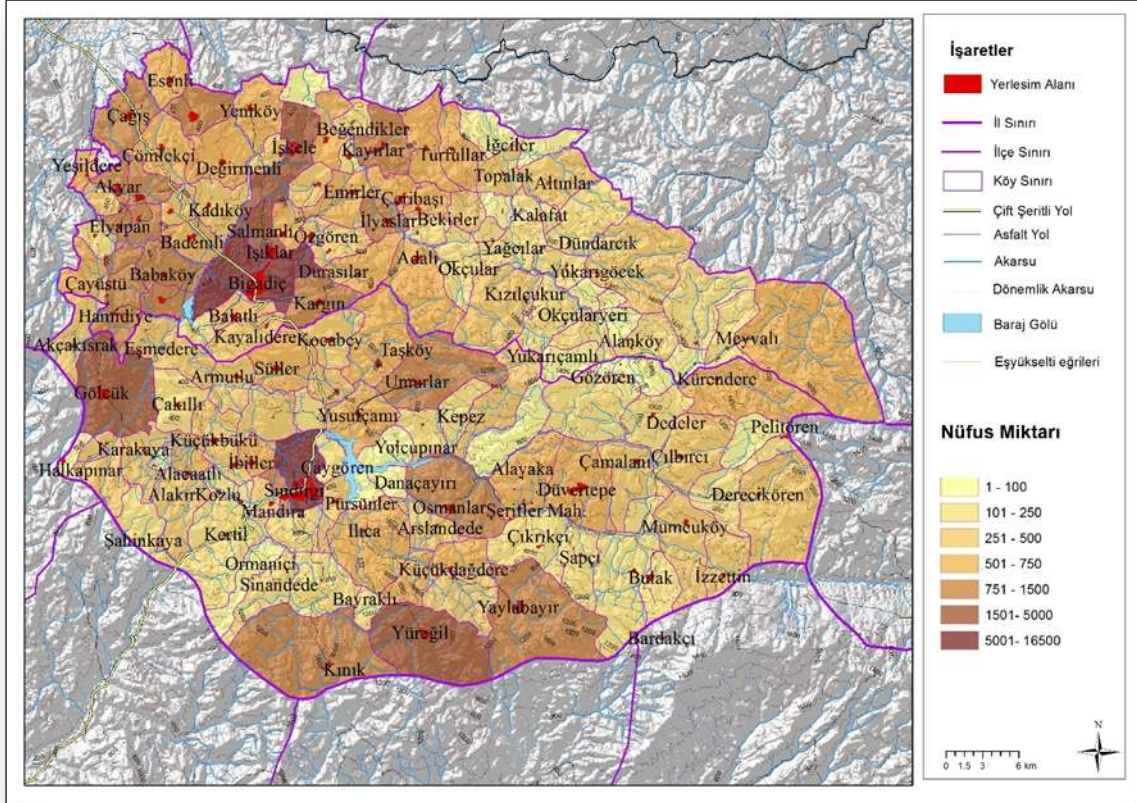 Esenli
Çağış
Yeniköy
Beğendikler
İğciler
Çömlekçi
İskele
Kayırlar
Turfullar
Yeşildere
Değirmenli
Topalak
Altınlar
Akyar
Emirler
Çeribaşı
Kadıköy
İlyaslar
Bekirler
Kalafat
Elyapan
Salmanlı
Özgören
Bademli
Işıklar
Yağcılar
Dündarcık
Adalı
Okçular
Babaköy
Durasılar
Yukarıgöcek
Çayüstü
Bigadiç
Kızılçukur
Hamidiye
Balatlı
Kargın
Okçularyeri
Akçakısrak
Eşmedere
Kayalıdere
Kocabey
Taşköy
Alanköy
Meyvalı
Yukarıçamlı
Gölcük
Armutlu
Süller
Umurlar
Gözören
Kürendere
Çakıllı
Yusufçamı
Kepez
Dedeler
Pelitören
Karakaya
Küçükbükü
Yolcupınar
Halkapınar
Alacaatlı
İbiller
Çaygören
Alayaka
Çamalanı
Cılbırcı
Alakır
Kozlu
Sındırgı
Danaçayırı
Düvertepe
Derecikören
Mandıra
Pürsünler
Osmanlar
Şerifler Mah.
Şahinkaya
Kertil
Ilıca
Arslandede
Mumcuköy
Çıkrıkçı
Ormaniçi
Küçükdağdere
Şapçı
Sinandede
Bulak
İzzettin
Bayraklı
Yaylabayır
Yüreğil
Bardakçı
Kınık
İşaretler
Yerlesim Alanı
İl Sınırı
İlçe Sınırı
Köy Sınırı
Çift Şeritli Yol
Asfalt Yol
Akarsu
Dönemlik Akarsu
Baraj Gölü
Eşyükselti eğrileri
Nüfus Miktarı
1 - 100
101 - 250
251 - 500
501 - 750
751 - 1500
1501- 5000
5001- 16500
N
0 1.5 3 6 km